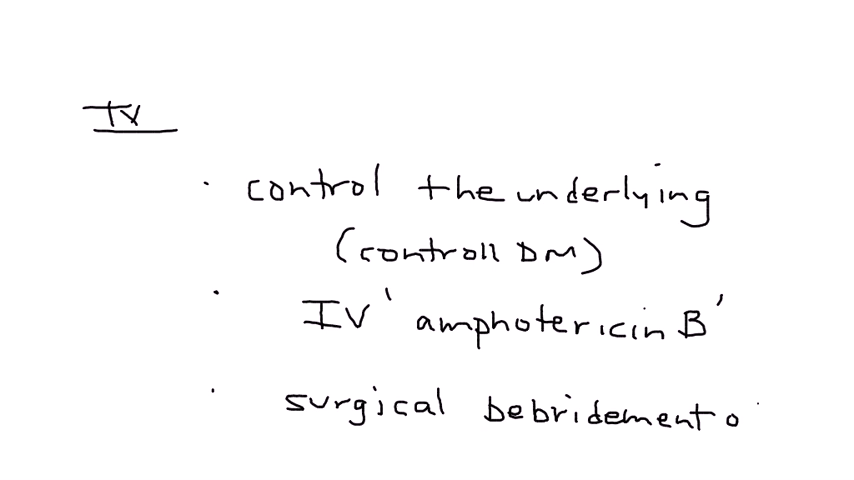 TX
· control the underlying
(controll DM)
· IV 'amphotericin B'
· surgical bebridement o